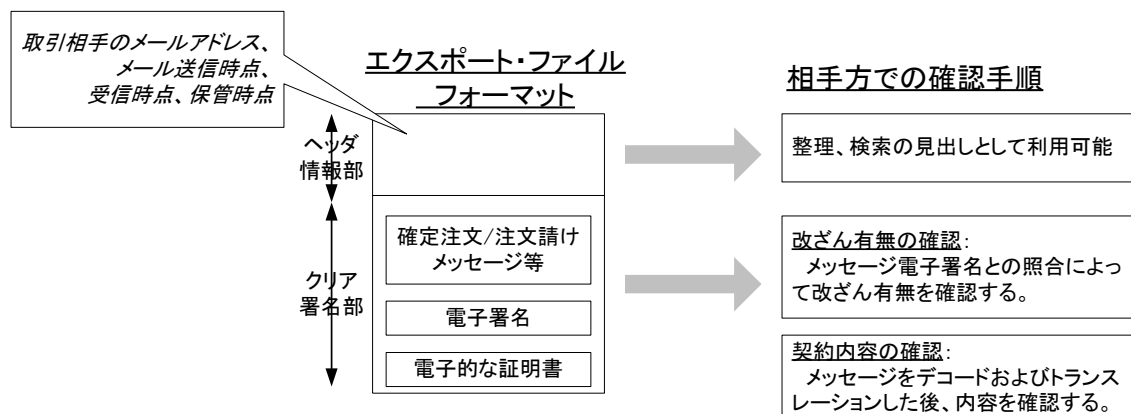 取引相手のメールアドレス、
メール送信時点、
受信時点、保管時点
エクスポート・ファイル
フォーマット
相手方での確認手順
ヘッダ
情報部
整理、検索の見出しとして利用可能
クリア
署名部
確定注文/注文請け
メッセージ等
電子署名
電子的な証明書
改ざん有無の確認:
メッセージ電子署名との照合によっ
て改ざん有無を確認する。
契約内容の確認:
メッセージをデコードおよびトランス
レーションした後、内容を確認する。